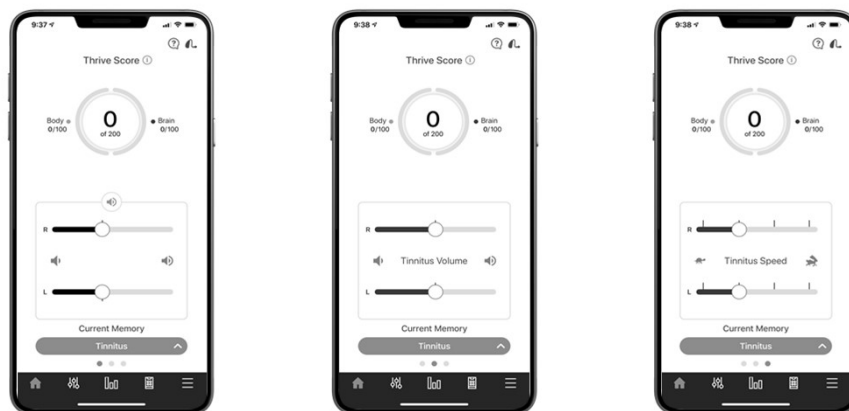 9:37
Thrive Score
Body
0/100
0
of 200
Brain
0/100
R
L
Current Memory
Tinnitus
9:38
Thrive Score
Body
0/100
0
of 200
Brain
0/100
R
Tinnitus Volume
L
Current Memory
Tinnitus
9:38
Thrive Score
Body
0/100
0
of 200
Brain
0/100
R
Tinnitus Speed
L
Current Memory
Tinnitus